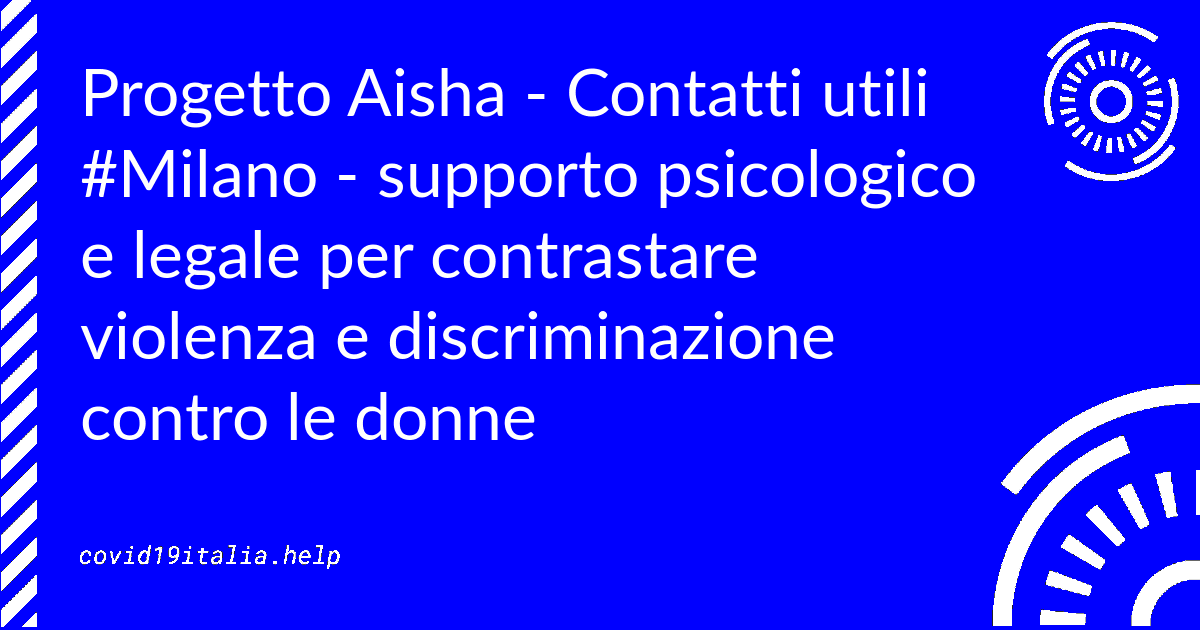 Progetto Aisha - Contatti utili
#Milano - supporto psicologico
e legale per contrastare
violenza e discriminazione
contro le donne
covid19italia.help